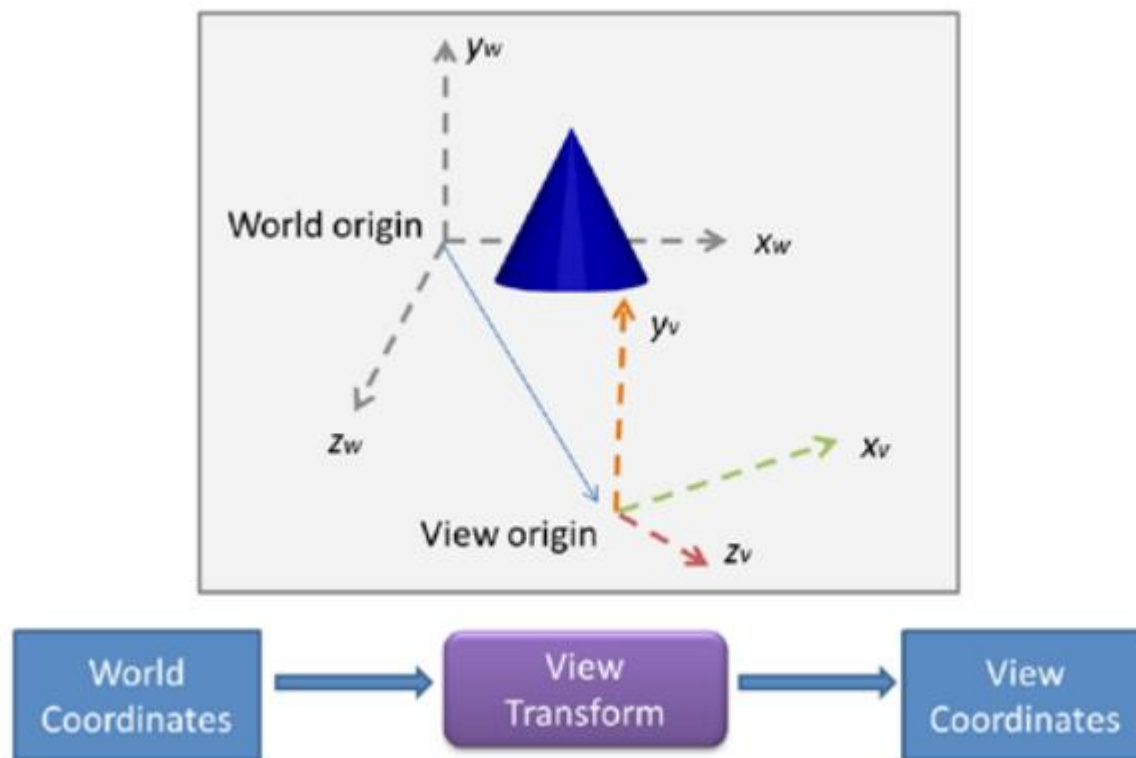 yw
World origin
xw
yv
zw
xv
View origin
zv
World
Coordinates
View
Transform
View
Coordinates